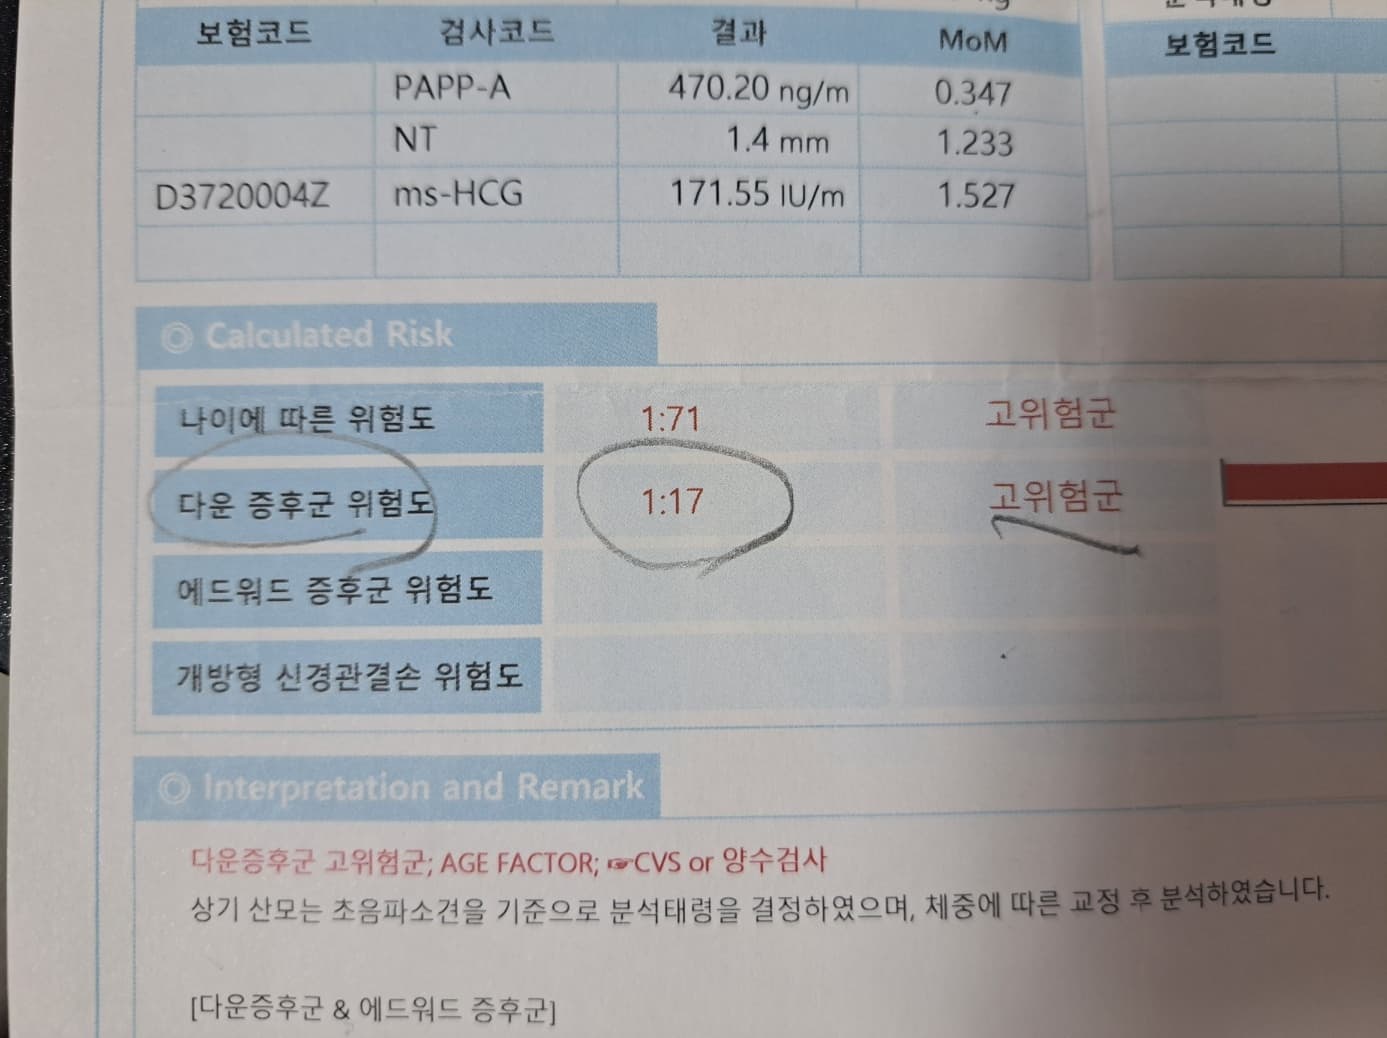 보험코드 검사코드 결과 MoM
보험코드
PAPP-A 470.20 ng/m 0.347
NT 1.4 mm 1.233
D3720004Z ms-HCG 171.55 IU/m 1.527
◎ Calculated Risk
나이에 따른 위험도 1:71 고위험군
다운 증후군 위험도 1:17 고위험군
에드워드 증후군 위험도
개방형 신경관결손 위험도
◎ Interpretation and Remark
다운증후군 고위험군; AGE FACTOR; ☞CVS or 양수검사
상기 산모는 초음파소견을 기준으로 분석태령을 결정하였으며, 체중에 따른 교정 후 분석하였습니다.
[다운증후군 & 에드워드 증후군]